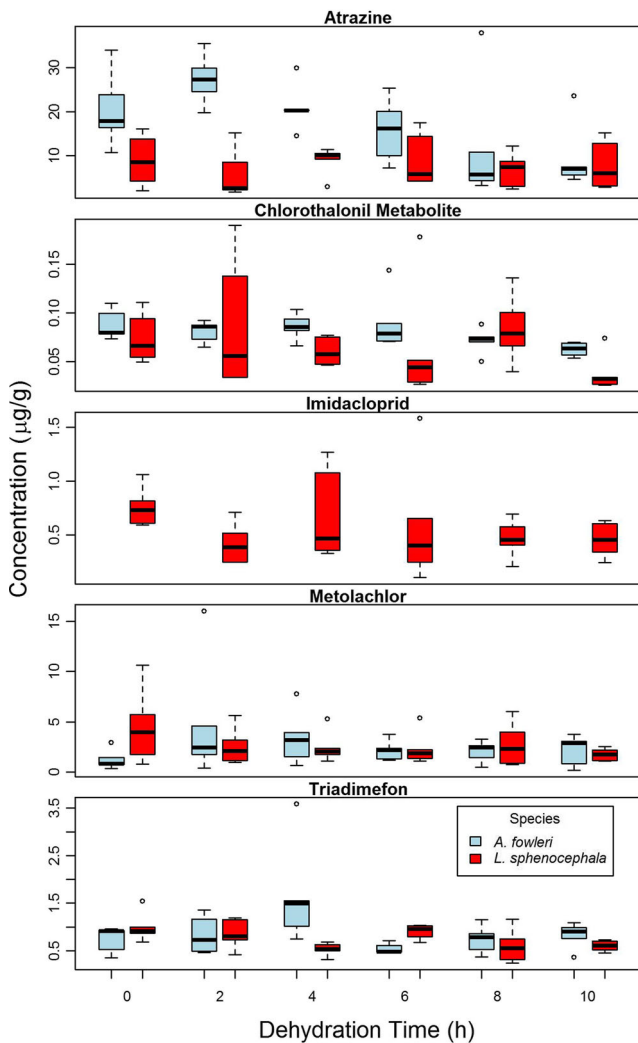 Atrazine
10 20 30
Chlorothalonil Metabolite
0.05 0.10 0.15
Imidacloprid
0.5 1.0 1.5
Metolachlor
0 5 10 15
Triadimefon
0.5 1.5 2.5 3.5
Species
A. fowleri
L. sphenocephala
0 2 4 6 8 10
Dehydration Time (h)
Concentration (µg/g)